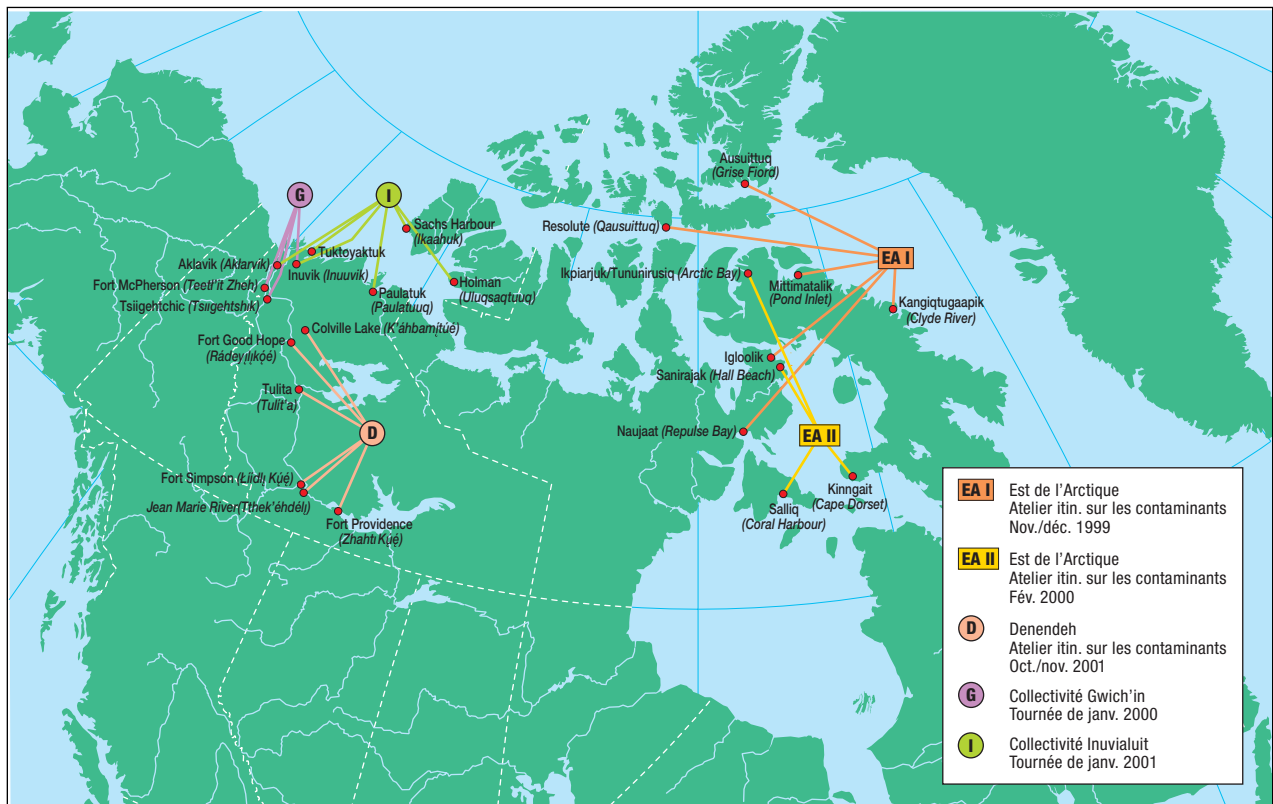 G
I
Sachs Harbour
(Ikaahuk)
Tuktoyaktuk
Aklavik (Aklarvik)
Inuvik (Inuuvik)
Fort McPherson (Teetł'it Zheh)
Tsiigehtchic (Tsiigehtshik)
Paulatuk
(Paulatuuq)
Holman
(Uluqsaqtuuq)
Colville Lake (K'áhbamı̨́túé)
Fort Good Hope
(Rádeyı̨lı̨kóé)
Tulita
(Tulít'a)
D
Fort Simpson (Łíídlı̨ Kų́ę́)
Jean Marie River(Tthek'éhdélı̨)
Fort Providence
(Zhahtı Kų́ę́)
Ausuittuq
(Grise Fiord)
Resolute (Qausuittuq)
EA I
Ikpiarjuk/Tununirusiq (Arctic Bay)
Mittimatalik
(Pond Inlet)
Kangiqtugaapik
(Clyde River)
Igloolik
Sanirajak (Hall Beach)
Naujaat (Repulse Bay)
EA II
Kinngait
(Cape Dorset)
Salliq
(Coral Harbour)
EA I
Est de l'Arctique
Atelier itin. sur les contaminants
Nov./déc. 1999
EA II
Est de l'Arctique
Atelier itin. sur les contaminants
Fév. 2000
D
Denendeh
Atelier itin. sur les contaminants
Oct./nov. 2001
G
Collectivité Gwich'in
Tournée de janv. 2000
I
Collectivité Inuvialuit
Tournée de janv. 2001